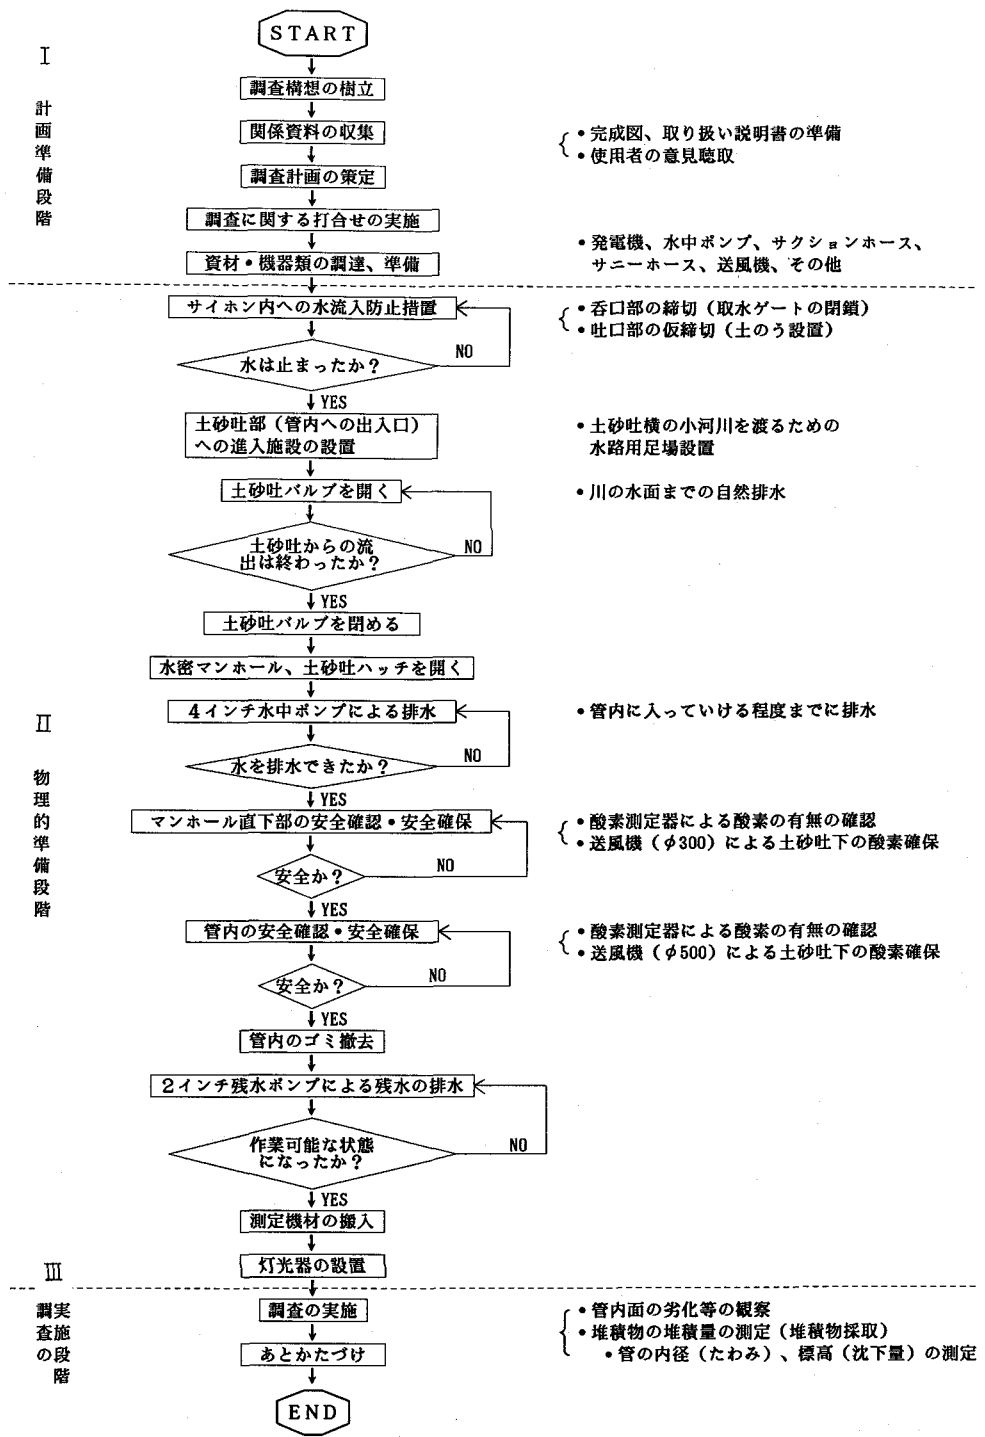 START
Ⅰ
計画準備段階
調査構想の樹立
関係資料の収集
・完成図、取り扱い説明書の準備
・使用者の意見聴取
調査計画の策定
調査に関する打合せの実施
資材・機器類の調達、準備
・発電機、水中ポンプ、サクションホース、
サニーホース、送風機、その他
サイホン内への水流入防止措置
・呑口部の締切（取水ゲートの閉鎖）
・吐口部の仮締切（土のう設置）
水は止まったか？
NO
YES
土砂吐部（管内への出入口）
への進入施設の設置
・土砂吐横の小河川を渡るための
水路用足場設置
土砂吐バルブを開く
・川の水面までの自然排水
土砂吐からの流
出は終わったか？
NO
YES
土砂吐バルブを閉める
水密マンホール、土砂吐ハッチを開く
Ⅱ
物理的準備段階
4インチ水中ポンプによる排水
・管内に入っていける程度までに排水
水を排水できたか？
NO
YES
マンホール直下部の安全確認・安全確保
・酸素測定器による酸素の有無の確認
・送風機（φ300）による土砂吐下の酸素確保
安全か？
NO
YES
管内の安全確認・安全確保
・酸素測定器による酸素の有無の確認
・送風機（φ500）による土砂吐下の酸素確保
安全か？
NO
YES
管内のゴミ撤去
2インチ残水ポンプによる残水の排水
作業可能な状態
になったか？
NO
YES
測定機材の搬入
灯光器の設置
Ⅲ
調査の
実施段階
調査の実施
・管内面の劣化等の観察
・堆積物の堆積量の測定（堆積物採取）
・管の内径（たわみ）、標高（沈下量）の測定
あとかたづけ
END